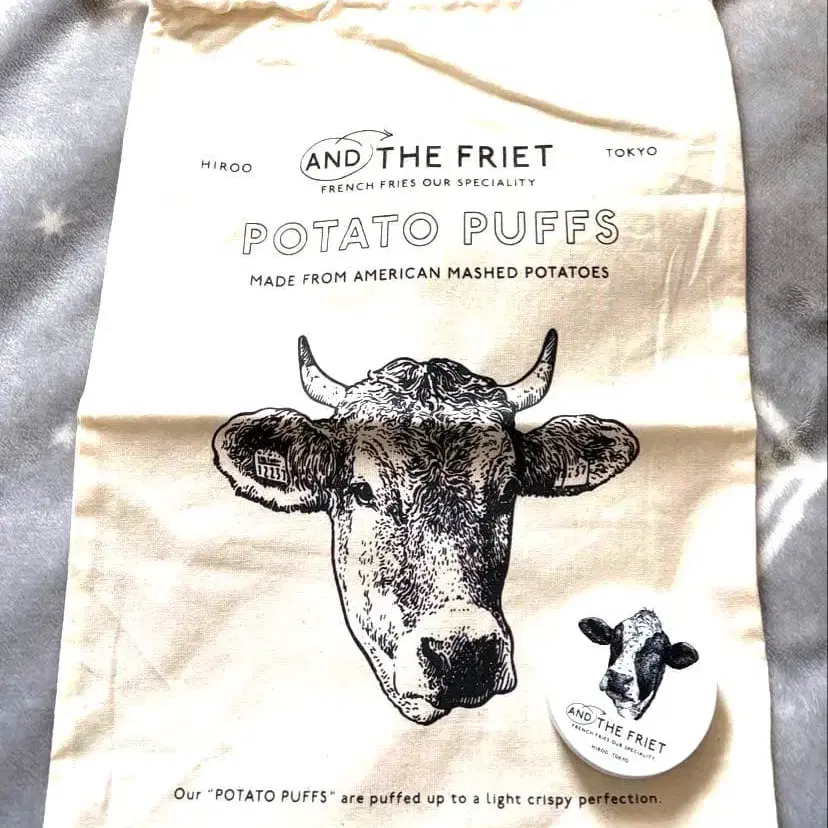 HIROO
AND THE FRIET
TOKYO
FRENCH FRIES OUR SPECIALITY
POTATO PUFFS
MADE FROM AMERICAN MASHED POTATOES
AND THE FRIET
FRENCH FRIES OUR SPECIALITY
HIROO TOKYO
Our "POTATO PUFFS" are puffed up to a light crispy perfection.